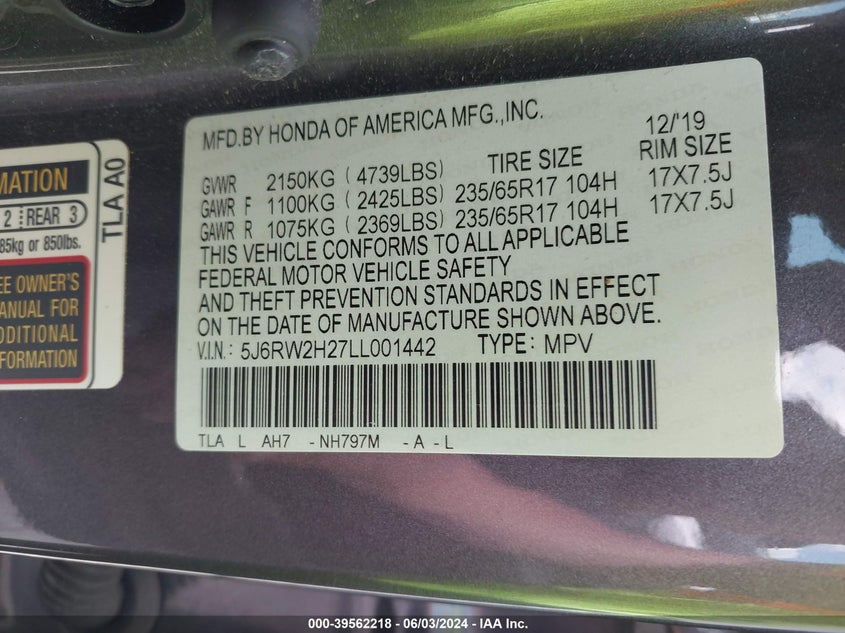 MFD.BY HONDA OF AMERICA MFG.,INC. 12/'19
TIRE SIZE RIM SIZE
GVWR 2150KG ( 4739LBS)
GAWR F 1100KG ( 2425LBS) 235/65R17 104H 17X7.5J
GAWR R 1075KG ( 2369LBS) 235/65R17 104H 17X7.5J
THIS VEHICLE CONFORMS TO ALL APPLICABLE
FEDERAL MOTOR VEHICLE SAFETY
AND THEFT PREVENTION STANDARDS IN EFFECT
ON THE DATE OF MANUFACTURE SHOWN ABOVE.
V.I.N.: 5J6RW2H27LL001442 TYPE: MPV
TLA L AH7 - NH797M - A - L
MATION
2 REAR 3
85kg or 850lbs.
EE OWNER'S
MANUAL FOR
DDITIONAL
FORMATION
TLA A0
000-39562218 - 06/03/2024 - IAA Inc.